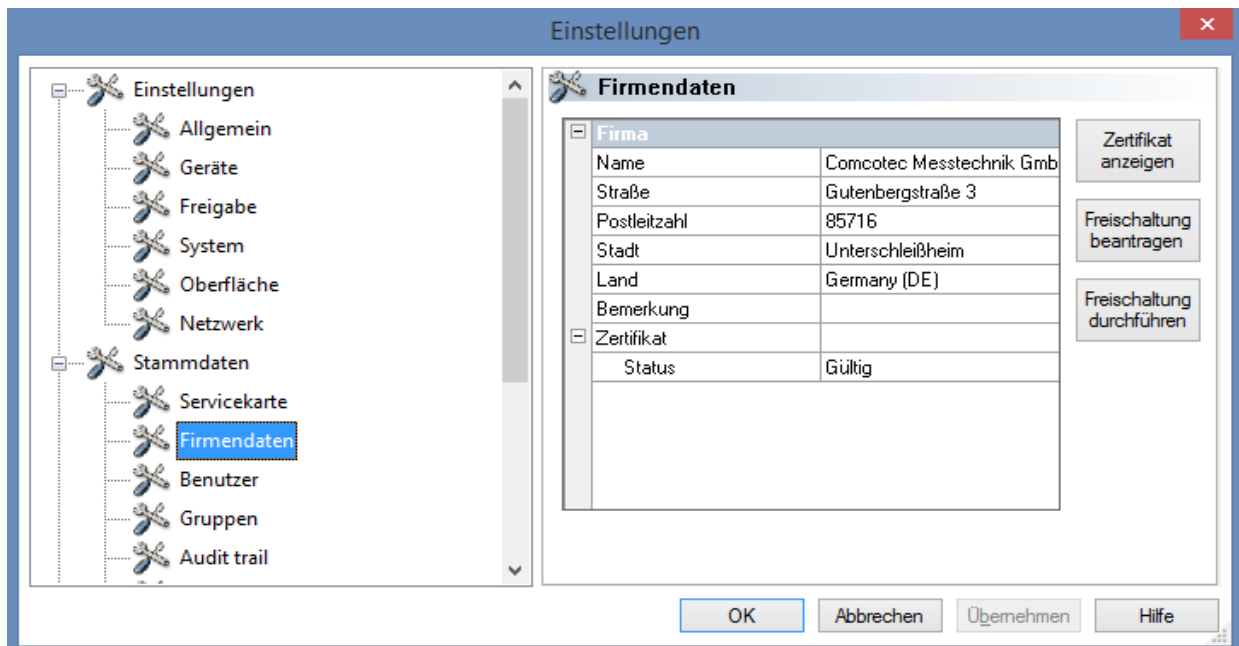 Einstellungen
Einstellungen
Allgemein
Geräte
Freigabe
System
Oberfläche
Netzwerk
Stammdaten
Servicekarte
Firmendaten
Benutzer
Gruppen
Audit trail
Firmendaten
Firma
Name Comcotec Messtechnik Gmb
Straße Gutenbergstraße 3
Postleitzahl 85716
Stadt Unterschleißheim
Land Germany (DE)
Bemerkung
Zertifikat
Status Gültig
Zertifikat
anzeigen
Freischaltung
beantragen
Freischaltung
durchführen
OK Abbrechen Übernehmen Hilfe